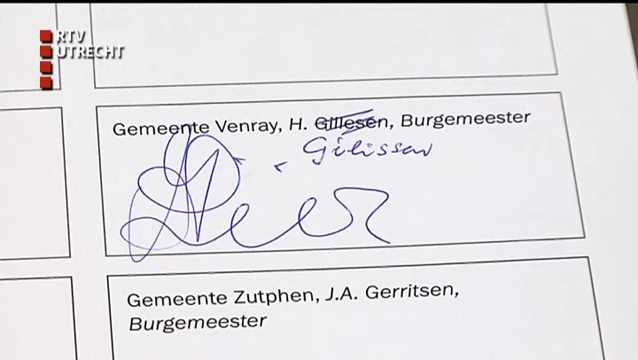 RTV
UTRECHT
Gemeente Venray, H. Gillesen, Burgemeester
Gilissen
Gemeente Zutphen, J.A. Gerritsen,
Burgemeester